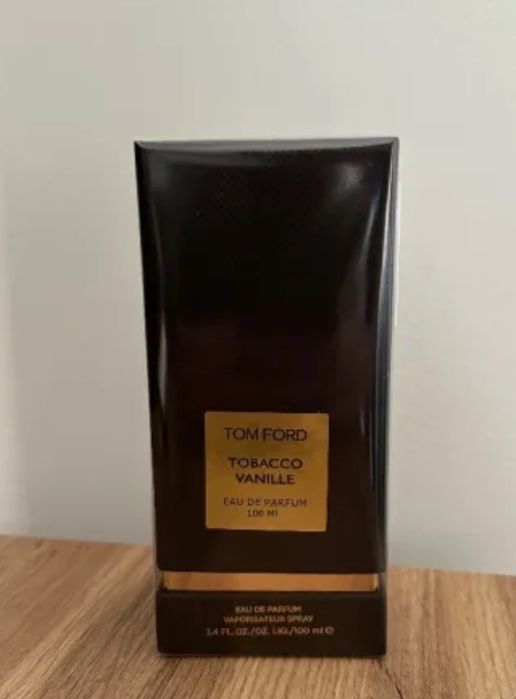 TOM FORD
TOBACCO
VANILLE
EAU DE PARFUM
100 Ml
EAU DE PARFUM
VAPORISATEUR SPRAY
3.4 FL.OZ./OZ. LIQ./100 ml ℮